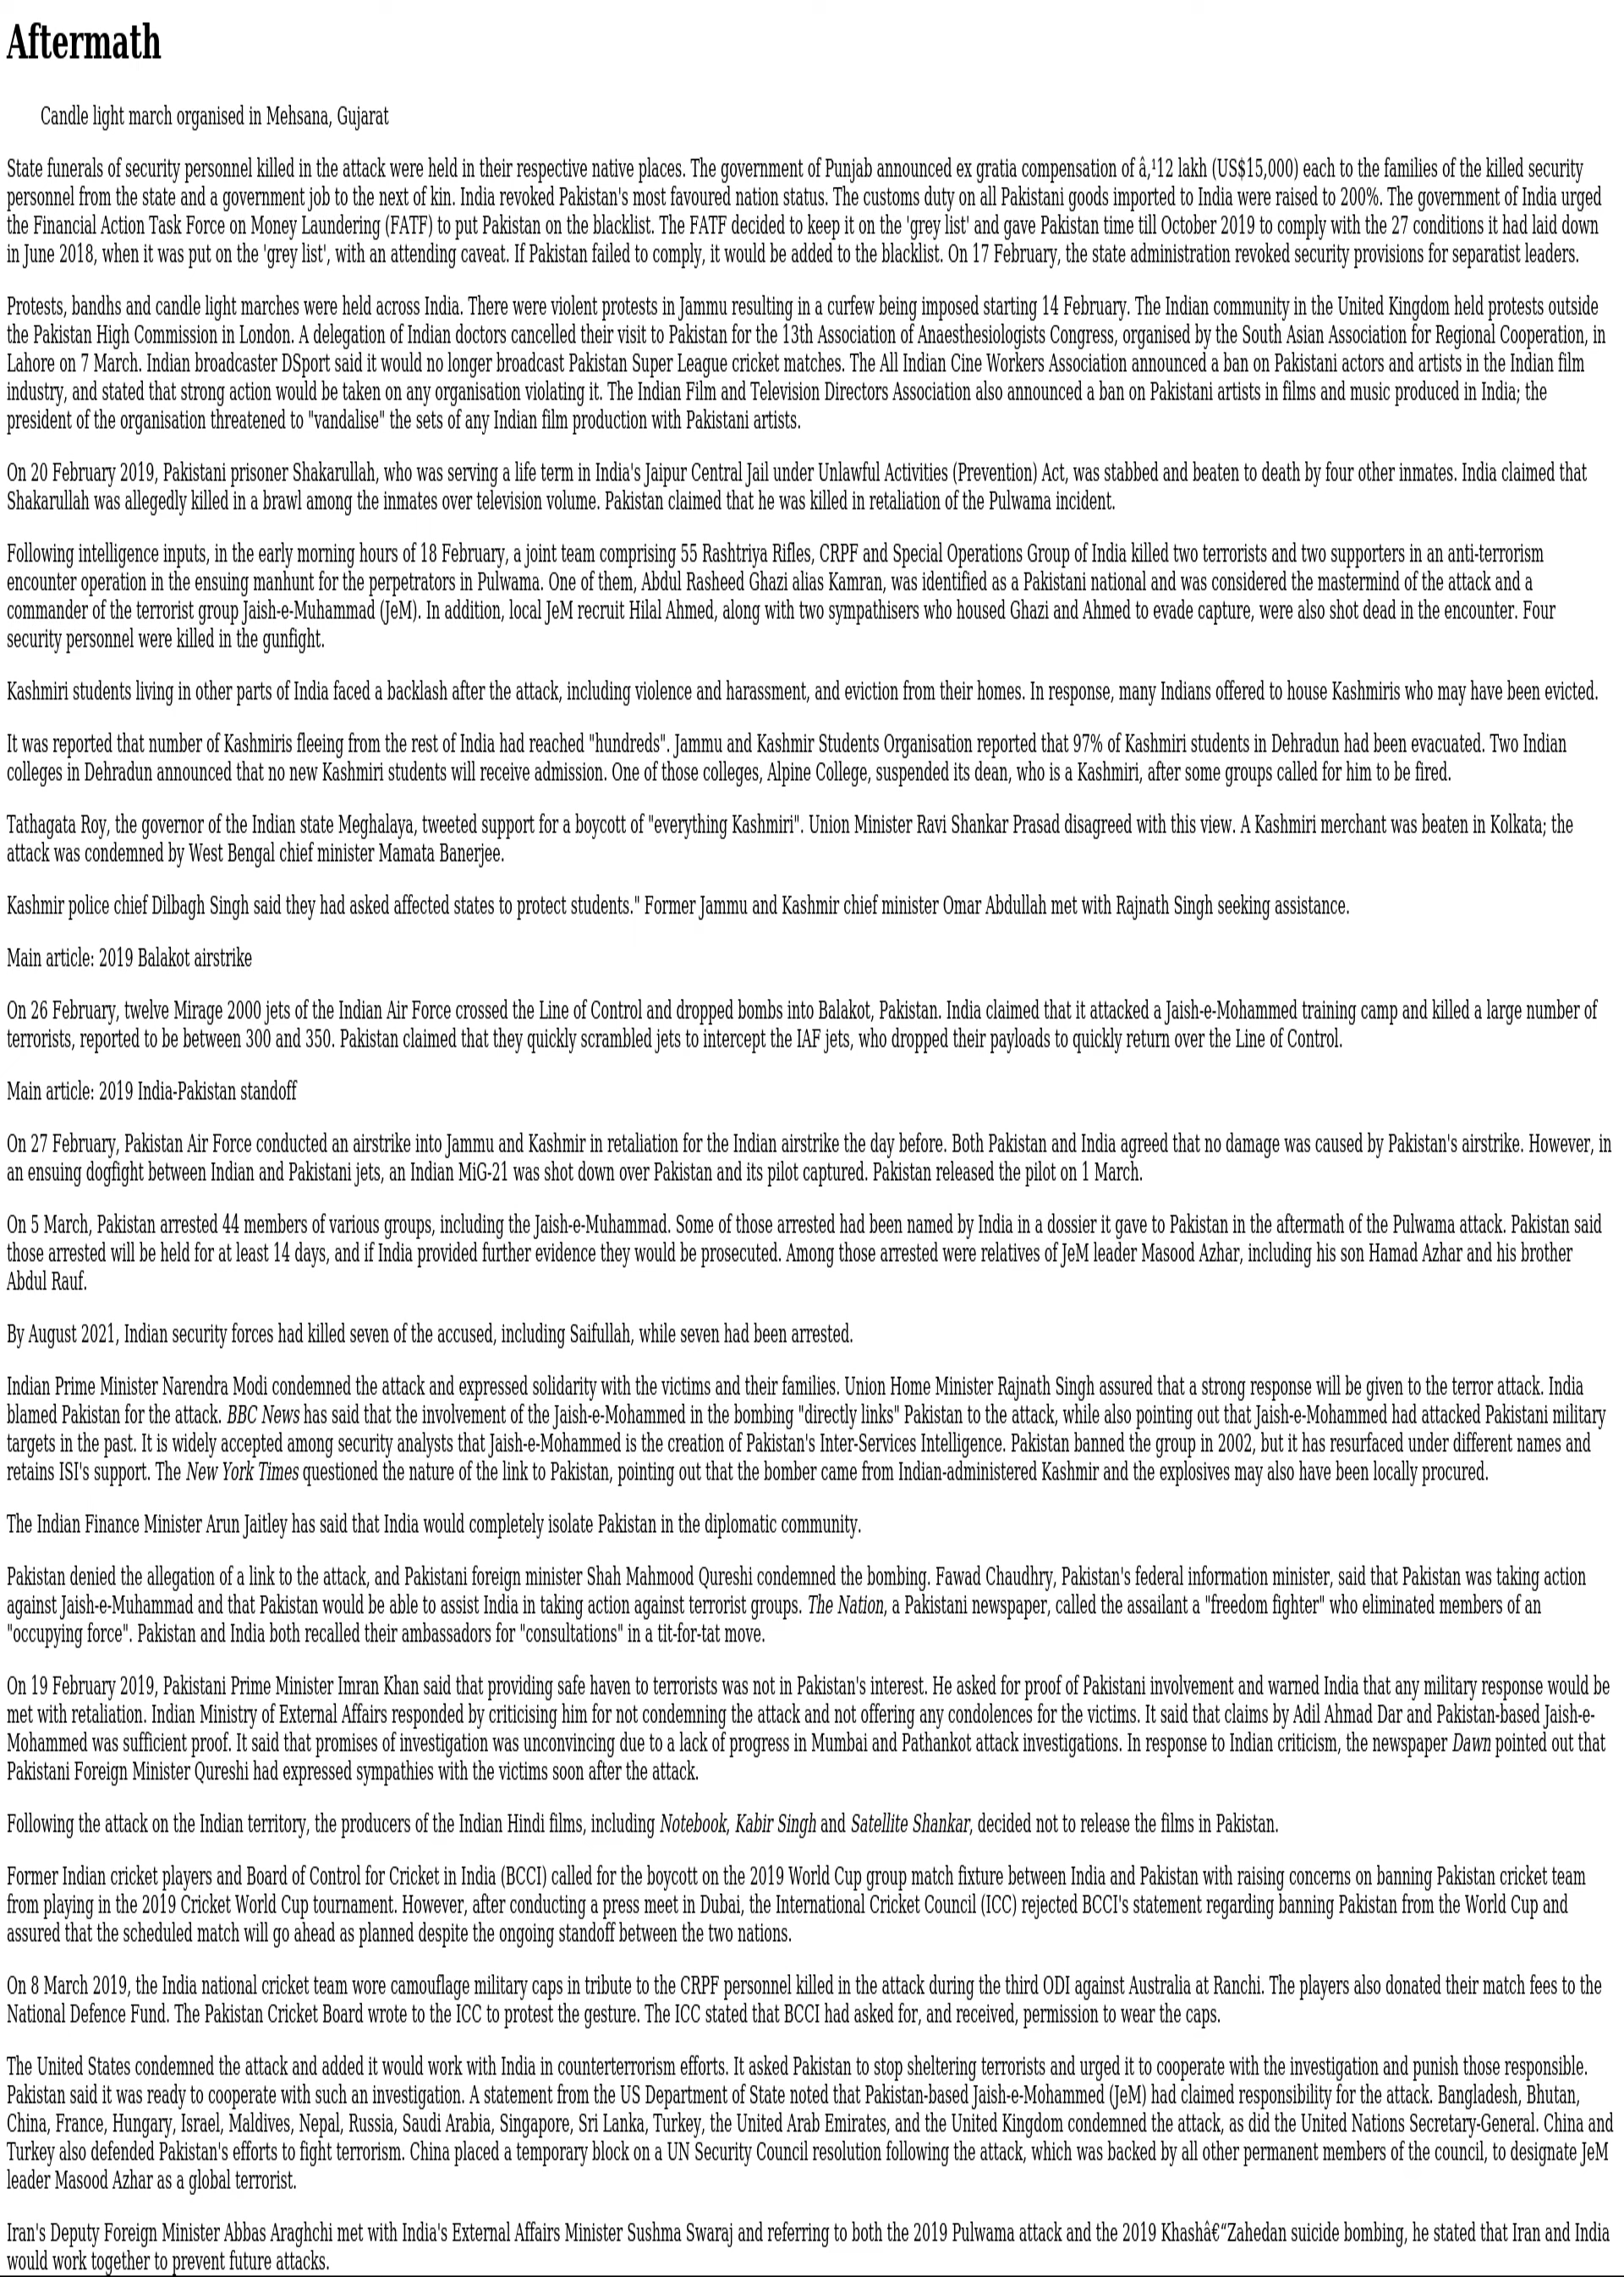 Aftermath
Candle light march organised in Mehsana, Gujarat
State funerals of security personnel killed in the attack were held in their respective native places. The government of Punjab announced ex gratia compensation of â‚¹12 lakh (US$15,000) each to the families of the killed security
personnel from the state and a government job to the next of kin. India revoked Pakistan's most favoured nation status. The customs duty on all Pakistani goods imported to India were raised to 200%. The government of India urged
the Financial Action Task Force on Money Laundering (FATF) to put Pakistan on the blacklist. The FATF decided to keep it on the 'grey list' and gave Pakistan time till October 2019 to comply with the 27 conditions it had laid down
in June 2018, when it was put on the 'grey list', with an attending caveat. If Pakistan failed to comply, it would be added to the blacklist. On 17 February, the state administration revoked security provisions for separatist leaders.
Protests, bandhs and candle light marches were held across India. There were violent protests in Jammu resulting in a curfew being imposed starting 14 February. The Indian community in the United Kingdom held protests outside
the Pakistan High Commission in London. A delegation of Indian doctors cancelled their visit to Pakistan for the 13th Association of Anaesthesiologists Congress, organised by the South Asian Association for Regional Cooperation, in
Lahore on 7 March. Indian broadcaster DSport said it would no longer broadcast Pakistan Super League cricket matches. The All Indian Cine Workers Association announced a ban on Pakistani actors and artists in the Indian film
industry, and stated that strong action would be taken on any organisation violating it. The Indian Film and Television Directors Association also announced a ban on Pakistani artists in films and music produced in India; the
president of the organisation threatened to "vandalise" the sets of any Indian film production with Pakistani artists.
On 20 February 2019, Pakistani prisoner Shakarullah, who was serving a life term in India's Jaipur Central Jail under Unlawful Activities (Prevention) Act, was stabbed and beaten to death by four other inmates. India claimed that
Shakarullah was allegedly killed in a brawl among the inmates over television volume. Pakistan claimed that he was killed in retaliation of the Pulwama incident.
Following intelligence inputs, in the early morning hours of 18 February, a joint team comprising 55 Rashtriya Rifles, CRPF and Special Operations Group of India killed two terrorists and two supporters in an anti-terrorism
encounter operation in the ensuing manhunt for the perpetrators in Pulwama. One of them, Abdul Rasheed Ghazi alias Kamran, was identified as a Pakistani national and was considered the mastermind of the attack and a
commander of the terrorist group Jaish-e-Muhammad (JeM). In addition, local JeM recruit Hilal Ahmed, along with two sympathisers who housed Ghazi and Ahmed to evade capture, were also shot dead in the encounter. Four
security personnel were killed in the gunfight.
Kashmiri students living in other parts of India faced a backlash after the attack, including violence and harassment, and eviction from their homes. In response, many Indians offered to house Kashmiris who may have been evicted.
It was reported that number of Kashmiris fleeing from the rest of India had reached "hundreds". Jammu and Kashmir Students Organisation reported that 97% of Kashmiri students in Dehradun had been evacuated. Two Indian
colleges in Dehradun announced that no new Kashmiri students will receive admission. One of those colleges, Alpine College, suspended its dean, who is a Kashmiri, after some groups called for him to be fired.
Tathagata Roy, the governor of the Indian state Meghalaya, tweeted support for a boycott of "everything Kashmiri". Union Minister Ravi Shankar Prasad disagreed with this view. A Kashmiri merchant was beaten in Kolkata; the
attack was condemned by West Bengal chief minister Mamata Banerjee.
Kashmir police chief Dilbagh Singh said they had asked affected states to protect students." Former Jammu and Kashmir chief minister Omar Abdullah met with Rajnath Singh seeking assistance.
Main article: 2019 Balakot airstrike
On 26 February, twelve Mirage 2000 jets of the Indian Air Force crossed the Line of Control and dropped bombs into Balakot, Pakistan. India claimed that it attacked a Jaish-e-Mohammed training camp and killed a large number of
terrorists, reported to be between 300 and 350. Pakistan claimed that they quickly scrambled jets to intercept the IAF jets, who dropped their payloads to quickly return over the Line of Control.
Main article: 2019 India-Pakistan standoff
On 27 February, Pakistan Air Force conducted an airstrike into Jammu and Kashmir in retaliation for the Indian airstrike the day before. Both Pakistan and India agreed that no damage was caused by Pakistan's airstrike. However, in
an ensuing dogfight between Indian and Pakistani jets, an Indian MiG-21 was shot down over Pakistan and its pilot captured. Pakistan released the pilot on 1 March.
On 5 March, Pakistan arrested 44 members of various groups, including the Jaish-e-Muhammad. Some of those arrested had been named by India in a dossier it gave to Pakistan in the aftermath of the Pulwama attack. Pakistan said
those arrested will be held for at least 14 days, and if India provided further evidence they would be prosecuted. Among those arrested were relatives of JeM leader Masood Azhar, including his son Hamad Azhar and his brother
Abdul Rauf.
By August 2021, Indian security forces had killed seven of the accused, including Saifullah, while seven had been arrested.
Indian Prime Minister Narendra Modi condemned the attack and expressed solidarity with the victims and their families. Union Home Minister Rajnath Singh assured that a strong response will be given to the terror attack. India
blamed Pakistan for the attack. BBC News has said that the involvement of the Jaish-e-Mohammed in the bombing "directly links" Pakistan to the attack, while also pointing out that Jaish-e-Mohammed had attacked Pakistani military
targets in the past. It is widely accepted among security analysts that Jaish-e-Mohammed is the creation of Pakistan's Inter-Services Intelligence. Pakistan banned the group in 2002, but it has resurfaced under different names and
retains ISI's support. The New York Times questioned the nature of the link to Pakistan, pointing out that the bomber came from Indian-administered Kashmir and the explosives may also have been locally procured.
The Indian Finance Minister Arun Jaitley has said that India would completely isolate Pakistan in the diplomatic community.
Pakistan denied the allegation of a link to the attack, and Pakistani foreign minister Shah Mahmood Qureshi condemned the bombing. Fawad Chaudhry, Pakistan's federal information minister, said that Pakistan was taking action
against Jaish-e-Muhammad and that Pakistan would be able to assist India in taking action against terrorist groups. The Nation, a Pakistani newspaper, called the assailant a "freedom fighter" who eliminated members of an
"occupying force". Pakistan and India both recalled their ambassadors for "consultations" in a tit-for-tat move.
On 19 February 2019, Pakistani Prime Minister Imran Khan said that providing safe haven to terrorists was not in Pakistan's interest. He asked for proof of Pakistani involvement and warned India that any military response would be
met with retaliation. Indian Ministry of External Affairs responded by criticising him for not condemning the attack and not offering any condolences for the victims. It said that claims by Adil Ahmad Dar and Pakistan-based Jaish-e-
Mohammed was sufficient proof. It said that promises of investigation was unconvincing due to a lack of progress in Mumbai and Pathankot attack investigations. In response to Indian criticism, the newspaper Dawn pointed out that
Pakistani Foreign Minister Qureshi had expressed sympathies with the victims soon after the attack.
Following the attack on the Indian territory, the producers of the Indian Hindi films, including Notebook, Kabir Singh and Satellite Shankar, decided not to release the films in Pakistan.
Former Indian cricket players and Board of Control for Cricket in India (BCCI) called for the boycott on the 2019 World Cup group match fixture between India and Pakistan with raising concerns on banning Pakistan cricket team
from playing in the 2019 Cricket World Cup tournament. However, after conducting a press meet in Dubai, the International Cricket Council (ICC) rejected BCCI's statement regarding banning Pakistan from the World Cup and
assured that the scheduled match will go ahead as planned despite the ongoing standoff between the two nations.
On 8 March 2019, the India national cricket team wore camouflage military caps in tribute to the CRPF personnel killed in the attack during the third ODI against Australia at Ranchi. The players also donated their match fees to the
National Defence Fund. The Pakistan Cricket Board wrote to the ICC to protest the gesture. The ICC stated that BCCI had asked for, and received, permission to wear the caps.
The United States condemned the attack and added it would work with India in counterterrorism efforts. It asked Pakistan to stop sheltering terrorists and urged it to cooperate with the investigation and punish those responsible.
Pakistan said it was ready to cooperate with such an investigation. A statement from the US Department of State noted that Pakistan-based Jaish-e-Mohammed (JeM) had claimed responsibility for the attack. Bangladesh, Bhutan,
China, France, Hungary, Israel, Maldives, Nepal, Russia, Saudi Arabia, Singapore, Sri Lanka, Turkey, the United Arab Emirates, and the United Kingdom condemned the attack, as did the United Nations Secretary-General. China and
Turkey also defended Pakistan's efforts to fight terrorism. China placed a temporary block on a UN Security Council resolution following the attack, which was backed by all other permanent members of the council, to designate JeM
leader Masood Azhar as a global terrorist.
Iran's Deputy Foreign Minister Abbas Araghchi met with India's External Affairs Minister Sushma Swaraj and referring to both the 2019 Pulwama attack and the 2019 Khashâ€“Zahedan suicide bombing, he stated that Iran and India
would work together to prevent future attacks.